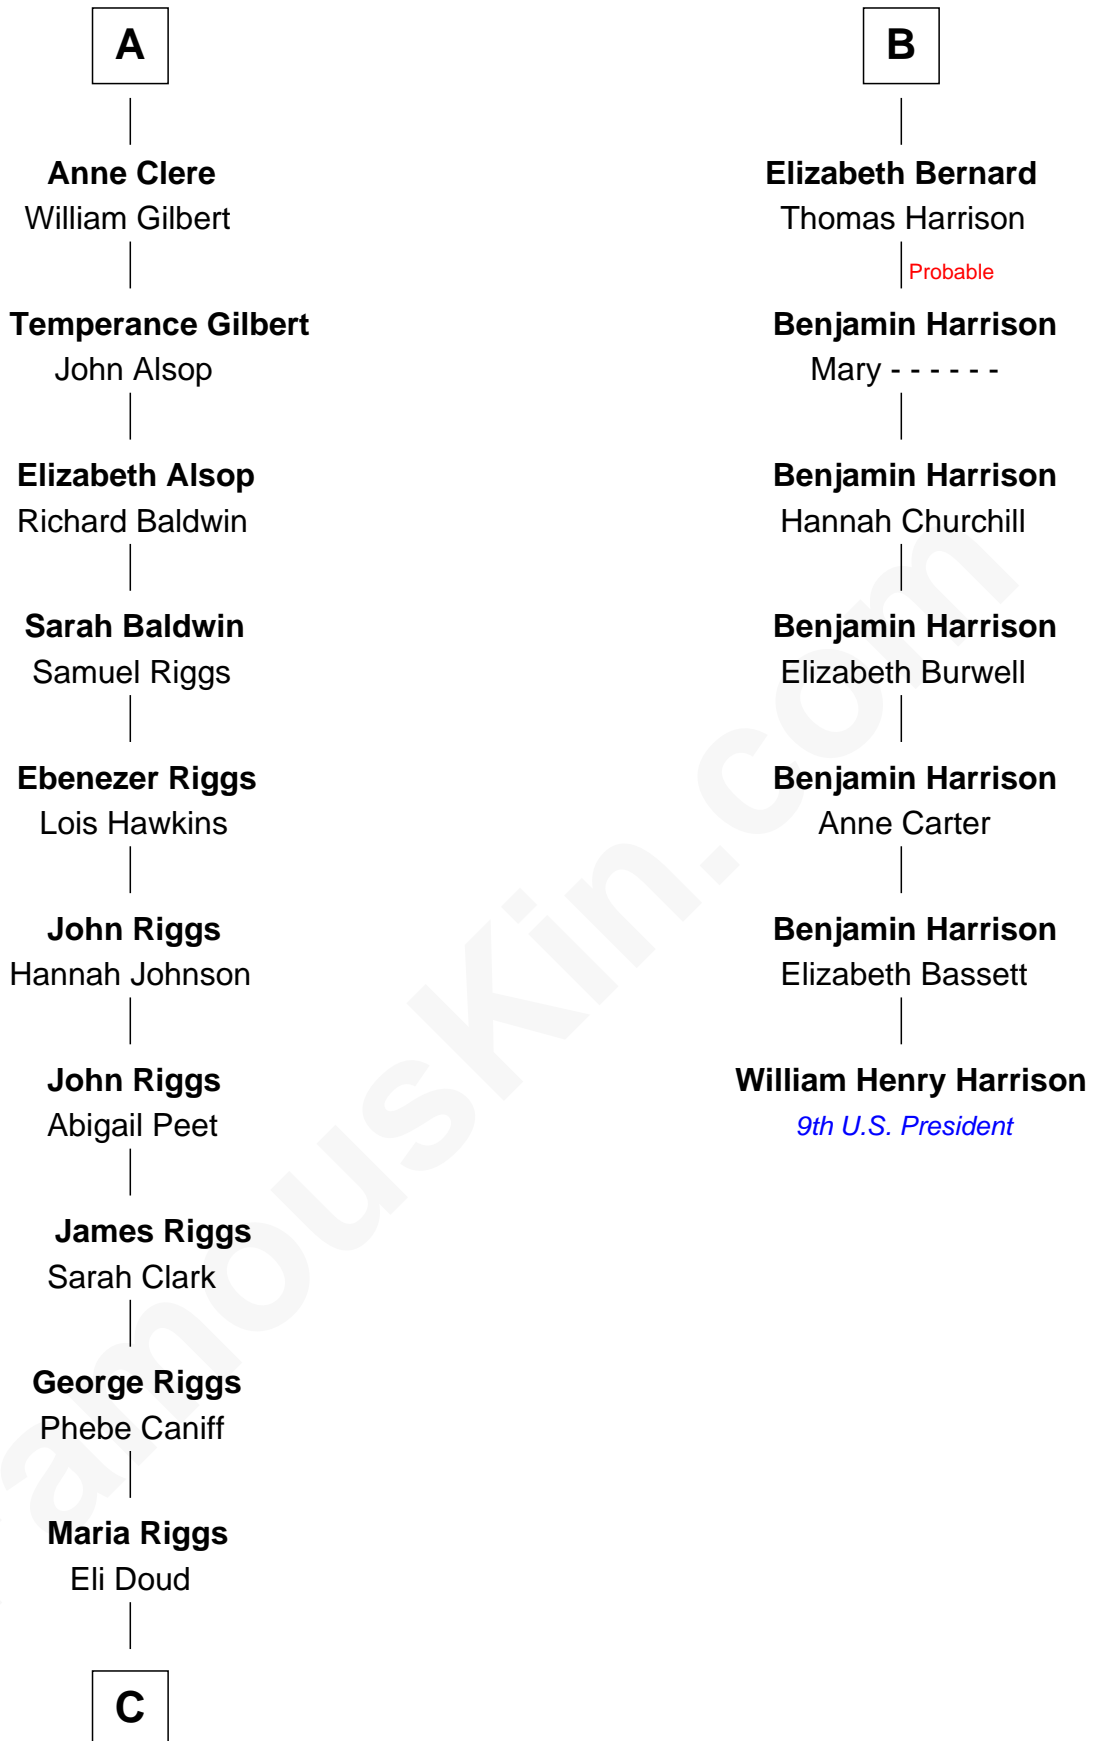 A
Anne Clere
William Gilbert
Temperance Gilbert
John Alsop
Elizabeth Alsop
Richard Baldwin
Sarah Baldwin
Samuel Riggs
Ebenezer Riggs
Lois Hawkins
John Riggs
Hannah Johnson
John Riggs
Abigail Peet
James Riggs
Sarah Clark
George Riggs
Phebe Caniff
Maria Riggs
Eli Doud
C
B
Elizabeth Bernard
Thomas Harrison
Probable
Benjamin Harrison
Mary - - - - - -
Benjamin Harrison
Hannah Churchill
Benjamin Harrison
Elizabeth Burwell
Benjamin Harrison
Anne Carter
Benjamin Harrison
Elizabeth Bassett
William Henry Harrison
9th U.S. President
amouskin.com